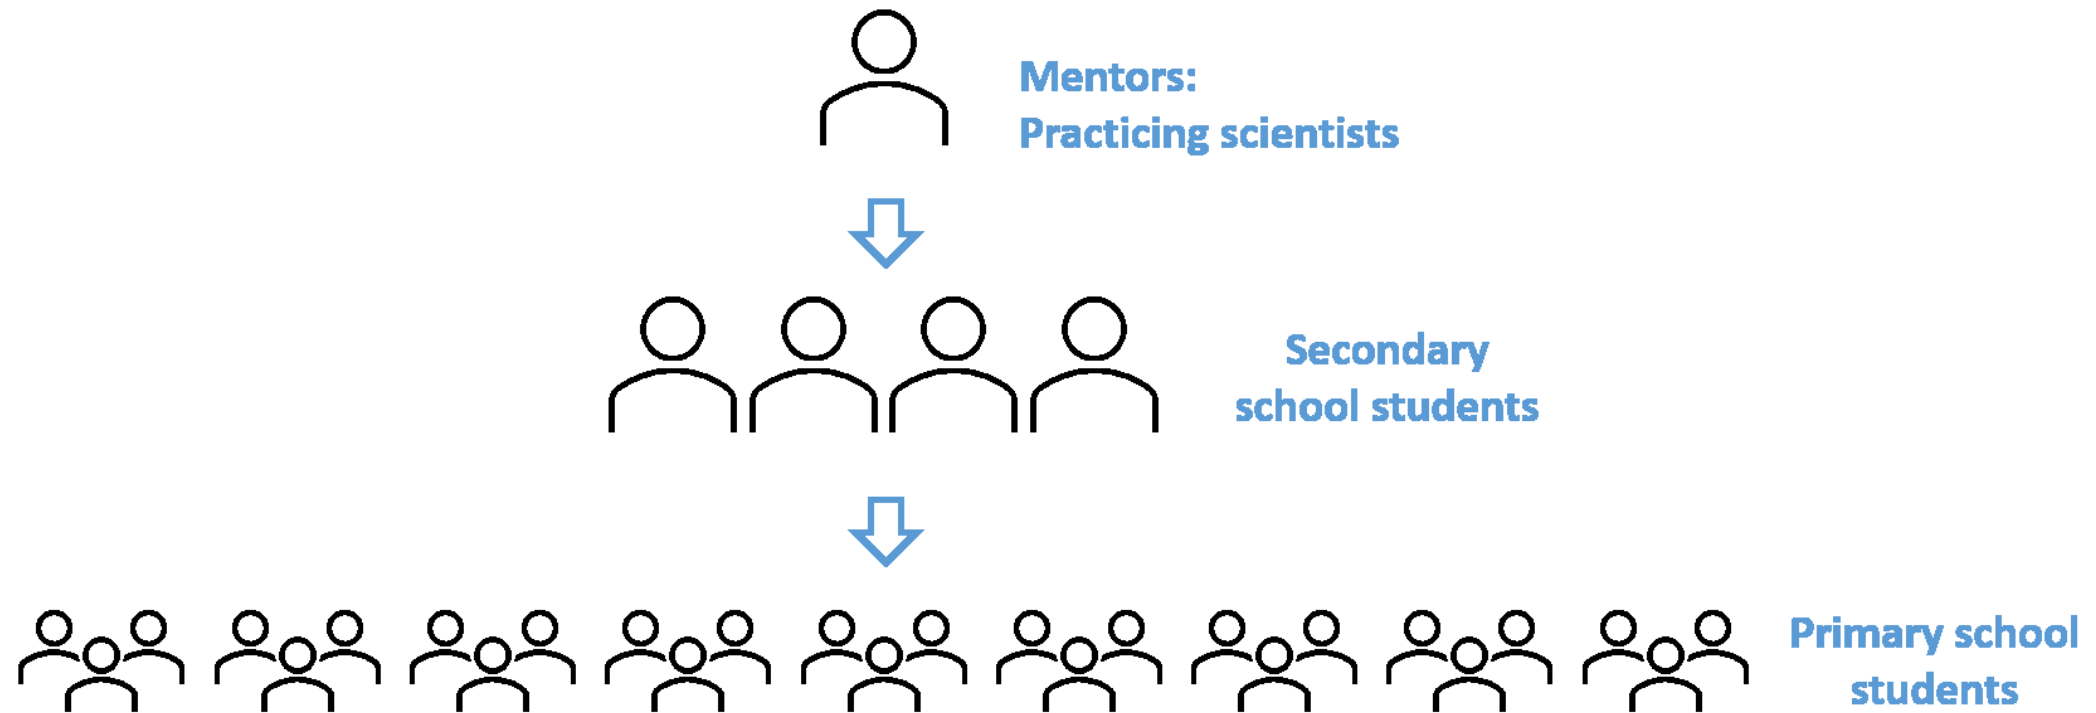 Mentors:
Practicing scientists
Secondary
school students
Primary school
students